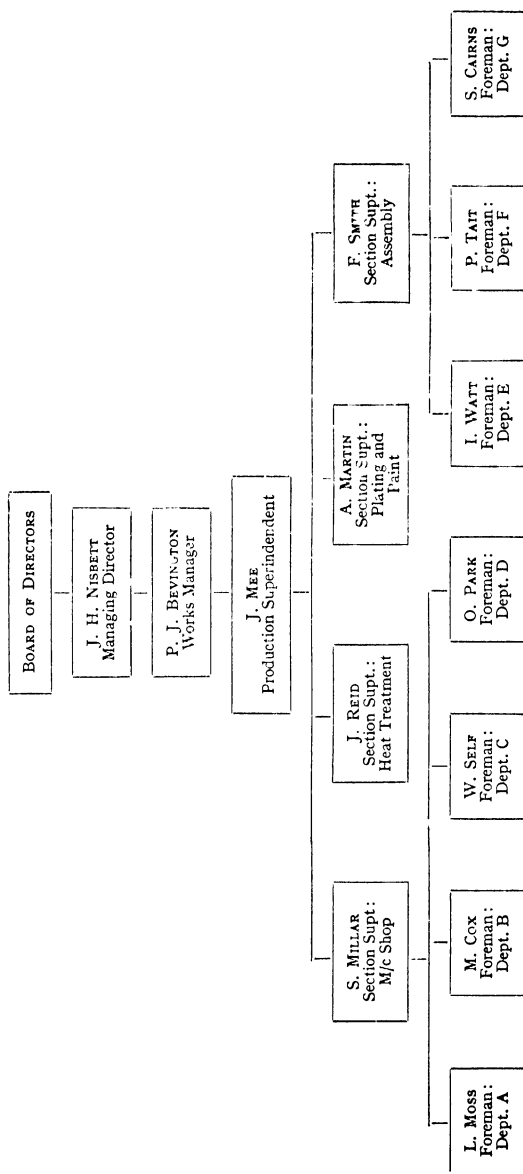 BOARD OF DIRECTORS
J. H. NISBETT
Managing Director
P. J. BEVINGTON
Works Manager
J. MEE
Production Superintendent
S. MILLAR
Section Supt:
M/c Shop
J. REID
Section Supt.:
Heat Treatment
A. MARTIN
Section Supt.:
Plating and
Paint
F. SMITH
Section Supt.:
Assembly
L. MOSS
Foreman:
Dept. A
M. COX
Foreman:
Dept. B
W. SELF
Foreman:
Dept. C
O. PARK
Foreman:
Dept. D
I. WATT
Foreman:
Dept. E
P. TAIT
Foreman:
Dept. F
S. CAIRNS
Foreman:
Dept. G